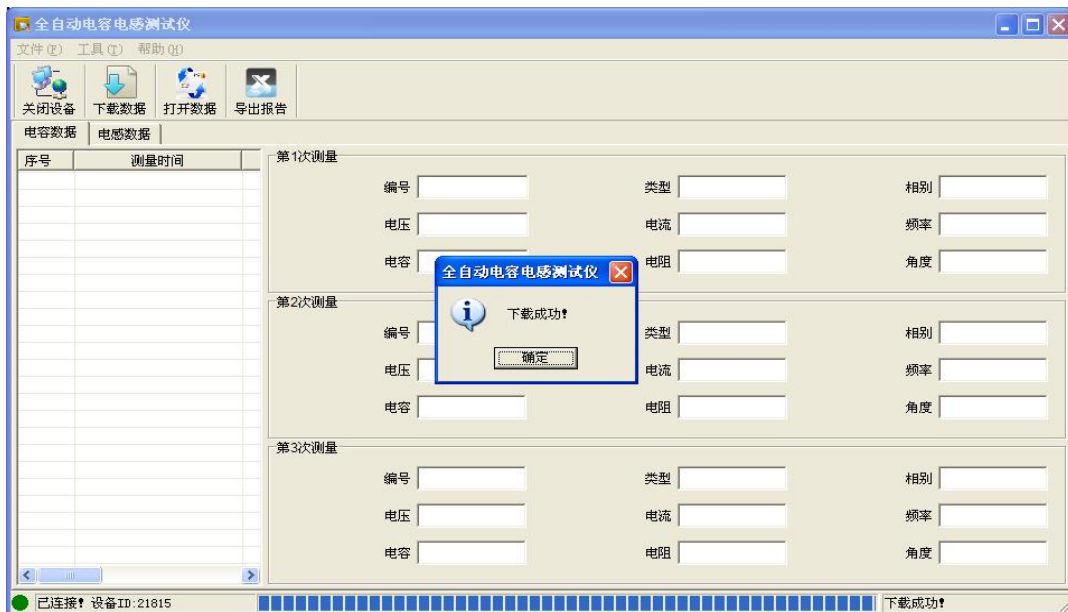 全自动电容电感测试仪
文件(F) 工具(T) 帮助(H)
关闭设备 下载数据 打开数据 导出报告
电容数据 电感数据
序号 测量时间
第1次测量
编号 类型 相别
电压 电流 频率
电容 电阻 角度
全自动电容电感测试仪
下载成功!
确定
第2次测量
编号 类型 相别
电压 电流 频率
电容 电阻 角度
第3次测量
编号 类型 相别
电压 电流 频率
电容 电阻 角度
已连接! 设备ID:21815 下载成功!